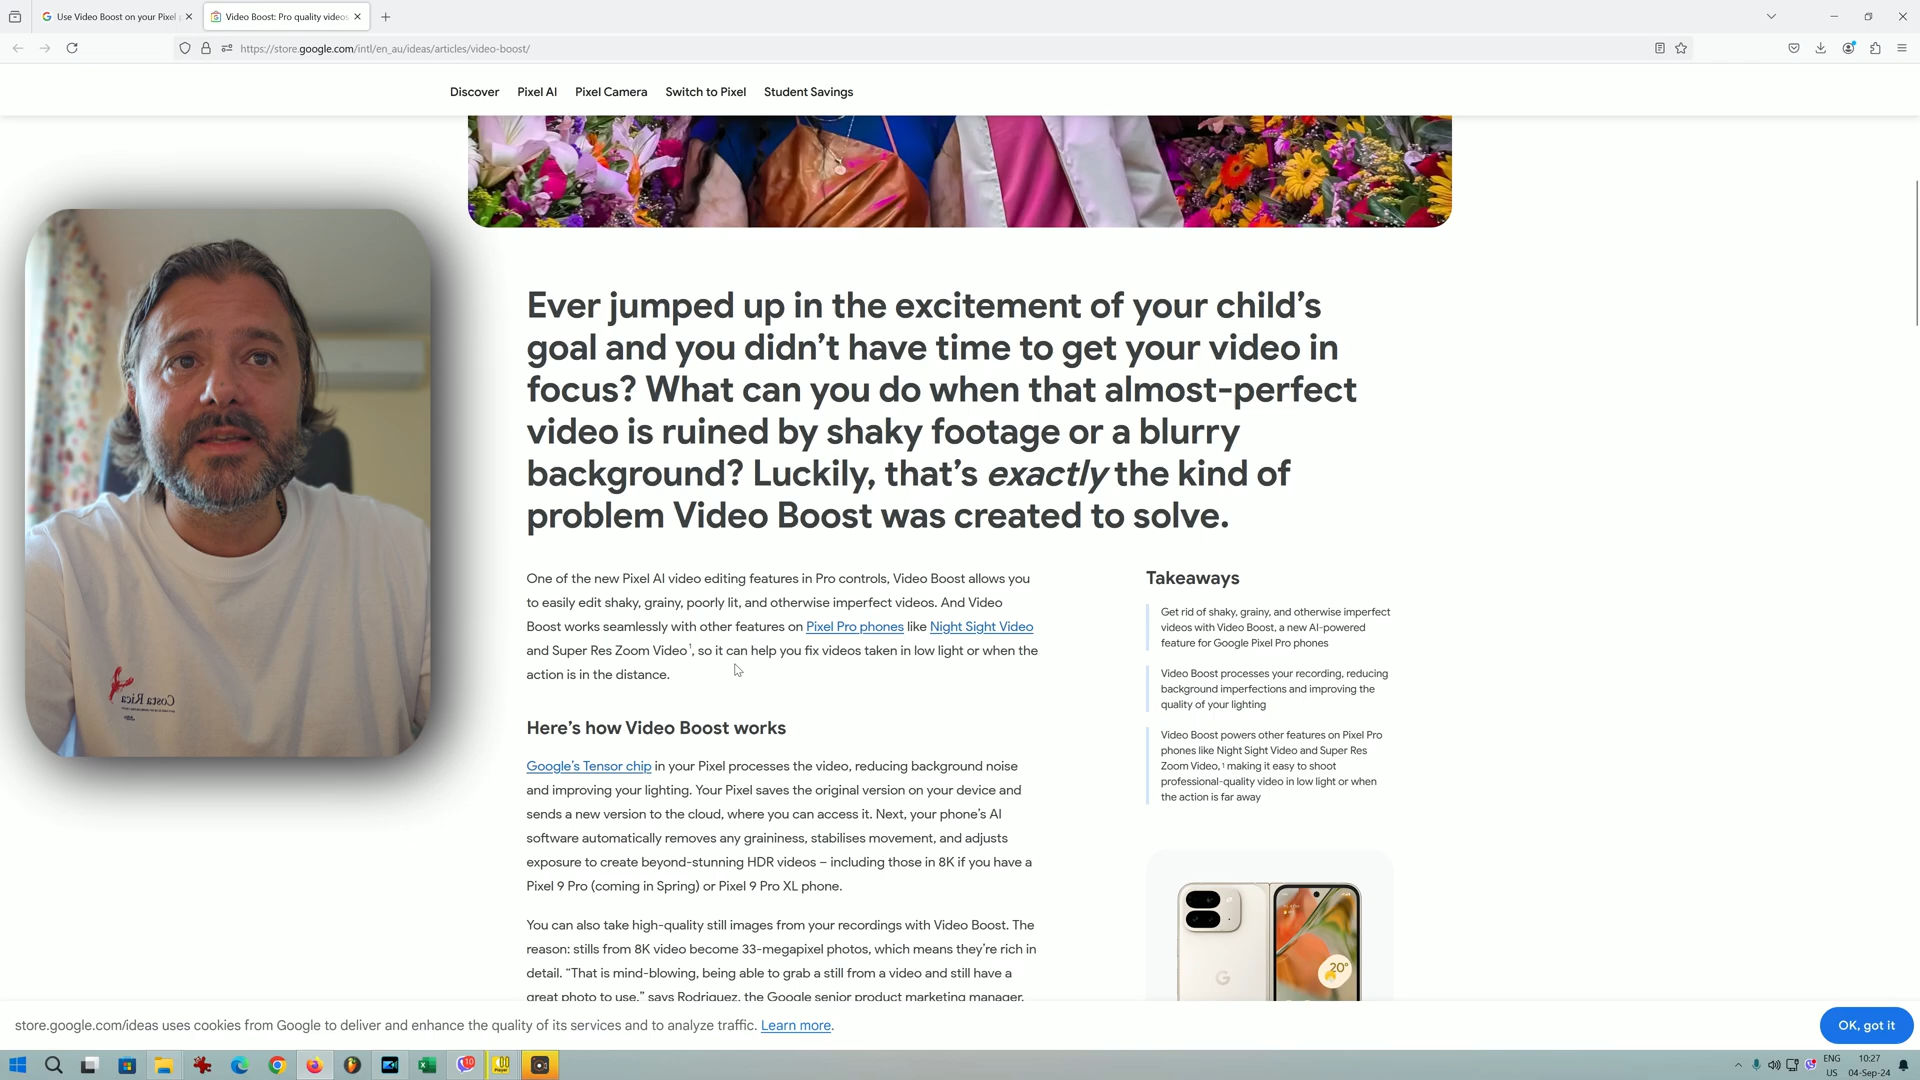 Use Video Boost on your Pixel p
Video Boost: Pro quality videos
https://store.google.com/intl/en_au/ideas/articles/video-boost/
Discover
Pixel AI
Pixel Camera
Switch to Pixel
Student Savings
Ever jumped up in the excitement of your child’s
goal and you didn’t have time to get your video in
focus? What can you do when that almost-perfect
video is ruined by shaky footage or a blurry
background? Luckily, that’s exactly the kind of
problem Video Boost was created to solve.
One of the new Pixel AI video editing features in Pro controls, Video Boost allows you
to easily edit shaky, grainy, poorly lit, and otherwise imperfect videos. And Video
Boost works seamlessly with other features on Pixel Pro phones like Night Sight Video
and Super Res Zoom Video¹, so it can help you fix videos taken in low light or when the
action is in the distance.
Here’s how Video Boost works
Google’s Tensor chip in your Pixel processes the video, reducing background noise
and improving your lighting. Your Pixel saves the original version on your device and
sends a new version to the cloud, where you can access it. Next, your phone’s AI
software automatically removes any graininess, stabilises movement, and adjusts
exposure to create beyond-stunning HDR videos – including those in 8K if you have a
Pixel 9 Pro (coming in Spring) or Pixel 9 Pro XL phone.
You can also take high-quality still images from your recordings with Video Boost. The
reason: stills from 8K video become 33-megapixel photos, which means they’re rich in
detail. “That is mind-blowing, being able to grab a still from a video and still have a
great photo to use,” says Rodriguez, the Google senior product marketing manager.
Takeaways
Get rid of shaky, grainy, and otherwise imperfect
videos with Video Boost, a new AI-powered
feature for Google Pixel Pro phones
Video Boost processes your recording, reducing
background imperfections and improving the
quality of your lighting
Video Boost powers other features on Pixel Pro
phones like Night Sight Video and Super Res
Zoom Video,¹ making it easy to shoot
professional-quality video in low light or when
the action is far away
20°
Costa Rica
store.google.com/ideas uses cookies from Google to deliver and enhance the quality of its services and to analyze traffic. Learn more.
OK, got it
10
Player
ENG
US
10:27
04-Sep-24